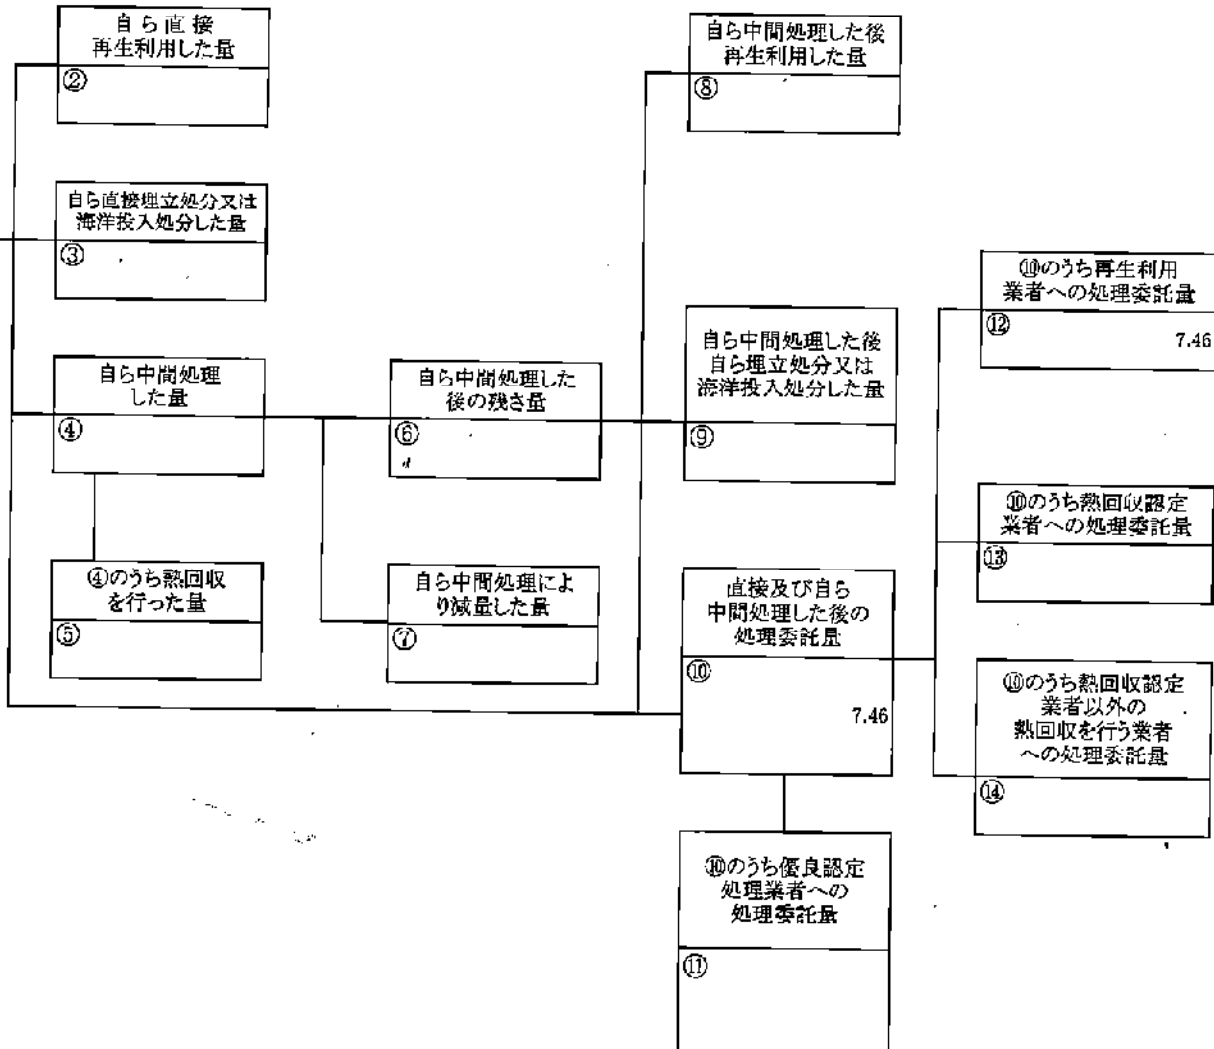 自ら直接
再生利用した量
②
自ら中間処理した後
再生利用した量
⑧
自ら直接埋立処分又は
海洋投入処分した量
③
⑩のうち再生利用
業者への処理委託量
⑫
7.46
自ら中間処理した後
自ら埋立処分又は
海洋投入処分した量
⑨
自ら中間処理
した量
④
自ら中間処理した
後の残さ量
⑥
⑩のうち熱回収認定
業者への処理委託量
⑬
④のうち熱回収
を行った量
⑤
自ら中間処理によ
り減量した量
⑦
直接及び自ら
中間処理した後の
処理委託量
⑩
7.46
⑩のうち熱回収認定
業者以外の
熱回収を行う業者
への処理委託量
⑭
⑩のうち優良認定
処理業者への
処理委託量
⑪